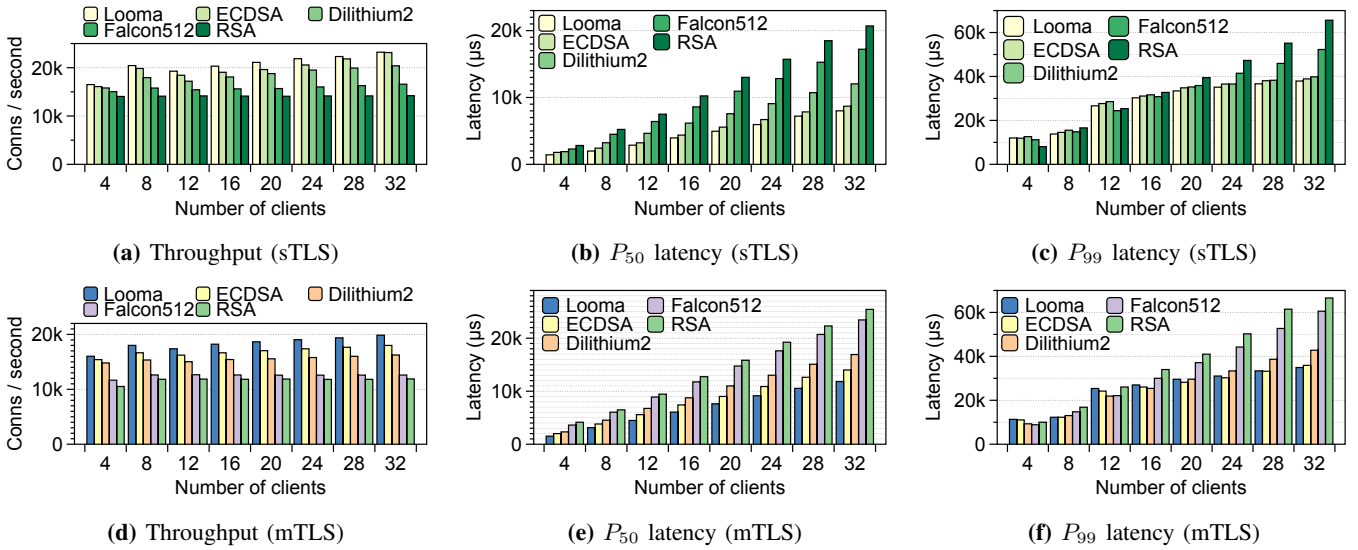 Looma ECDSA Dilithium2
Falcon512 RSA
Conns / second
20k
10k
0
4 8 12 16 20 24 28 32
Number of clients
(a) Throughput (sTLS)
Looma Falcon512
ECDSA RSA
Dilithium2
Latency (µs)
20k
10k
0
4 8 12 16 20 24 28 32
Number of clients
(b) P50 latency (sTLS)
Looma Falcon512
ECDSA RSA
Dilithium2
Latency (µs)
60k
40k
20k
0
4 8 12 16 20 24 28 32
Number of clients
(c) P99 latency (sTLS)
Looma ECDSA Dilithium2
Falcon512 RSA
Conns / second
20k
10k
0
4 8 12 16 20 24 28 32
Number of clients
(d) Throughput (mTLS)
Looma Falcon512
ECDSA RSA
Dilithium2
Latency (µs)
20k
10k
0
4 8 12 16 20 24 28 32
Number of clients
(e) P50 latency (mTLS)
Looma Falcon512
ECDSA RSA
Dilithium2
Latency (µs)
60k
40k
20k
0
4 8 12 16 20 24 28 32
Number of clients
(f) P99 latency (mTLS)